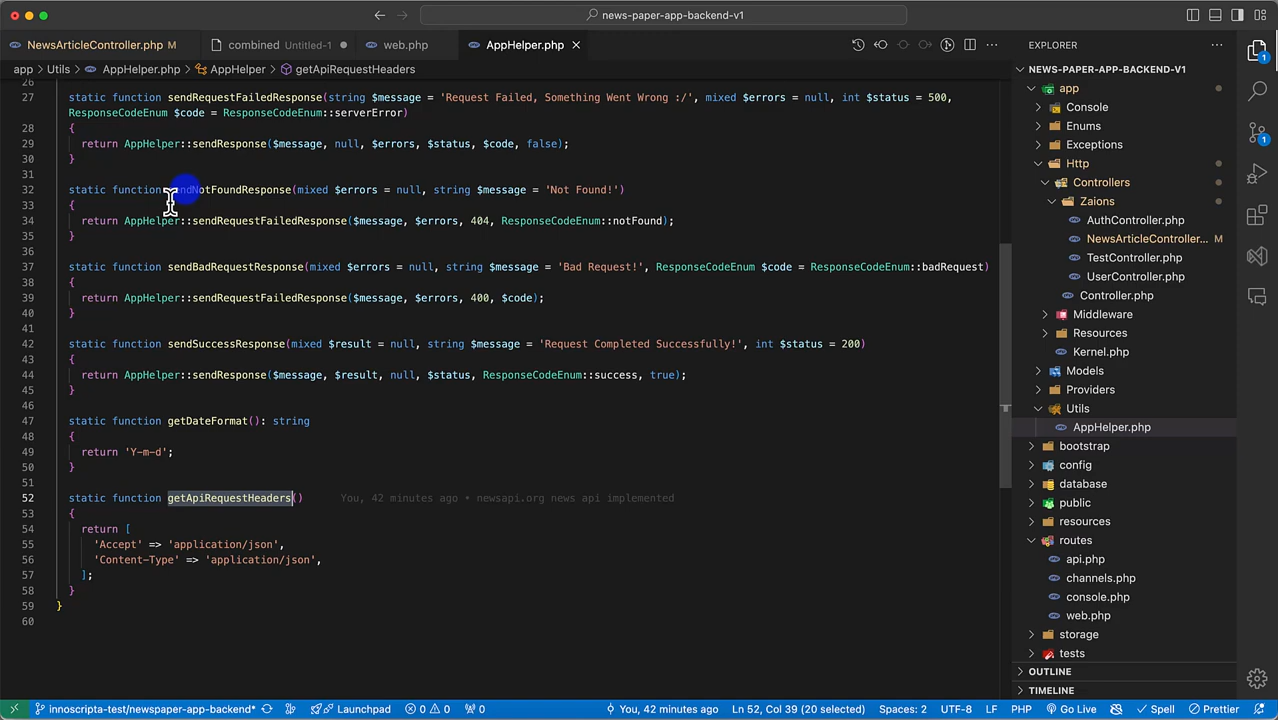 news-paper-app-backend-v1
NewsArticleController.php M
combined Untitled-1
web.php
AppHelper.php
app > Utils > AppHelper.php > AppHelper > getApiRequestHeaders
26
27 static function sendRequestFailedResponse(string $message = 'Request Failed, Something Went Wrong :/', mixed $errors = null, int $status = 500,
ResponseCodeEnum $code = ResponseCodeEnum::serverError)
28 {
29 return AppHelper::sendResponse($message, null, $errors, $status, $code, false);
30 }
31
32 static function sendNotFoundResponse(mixed $errors = null, string $message = 'Not Found!')
33 {
34 return AppHelper::sendRequestFailedResponse($message, $errors, 404, ResponseCodeEnum::notFound);
35 }
36
37 static function sendBadRequestResponse(mixed $errors = null, string $message = 'Bad Request!', ResponseCodeEnum $code = ResponseCodeEnum::badRequest)
38 {
39 return AppHelper::sendRequestFailedResponse($message, $errors, 400, $code);
40 }
41
42 static function sendSuccessResponse(mixed $result = null, string $message = 'Request Completed Successfully!', int $status = 200)
43 {
44 return AppHelper::sendResponse($message, $result, null, $status, ResponseCodeEnum::success, true);
45 }
46
47 static function getDateFormat(): string
48 {
49 return 'Y-m-d';
50 }
51
52 static function getApiRequestHeaders() You, 42 minutes ago • newsapi.org news api implemented
53 {
54 return [
55 'Accept' => 'application/json',
56 'Content-Type' => 'application/json',
57 ];
58 }
59 }
60
EXPLORER
NEWS-PAPER-APP-BACKEND-V1
app
Console
Enums
Exceptions
Http
Controllers
Zaions
AuthController.php
NewsArticleController... M
TestController.php
UserController.php
Controller.php
Middleware
Resources
Kernel.php
Models
Providers
Utils
AppHelper.php
bootstrap
config
database
public
resources
routes
api.php
channels.php
console.php
web.php
storage
tests
OUTLINE
TIMELINE
1
1
innoscripta-test/newspaper-app-backend* Launchpad 0 0 0 You, 42 minutes ago Ln 52, Col 39 (20 selected) Spaces: 2 UTF-8 LF PHP Go Live Spell Prettier